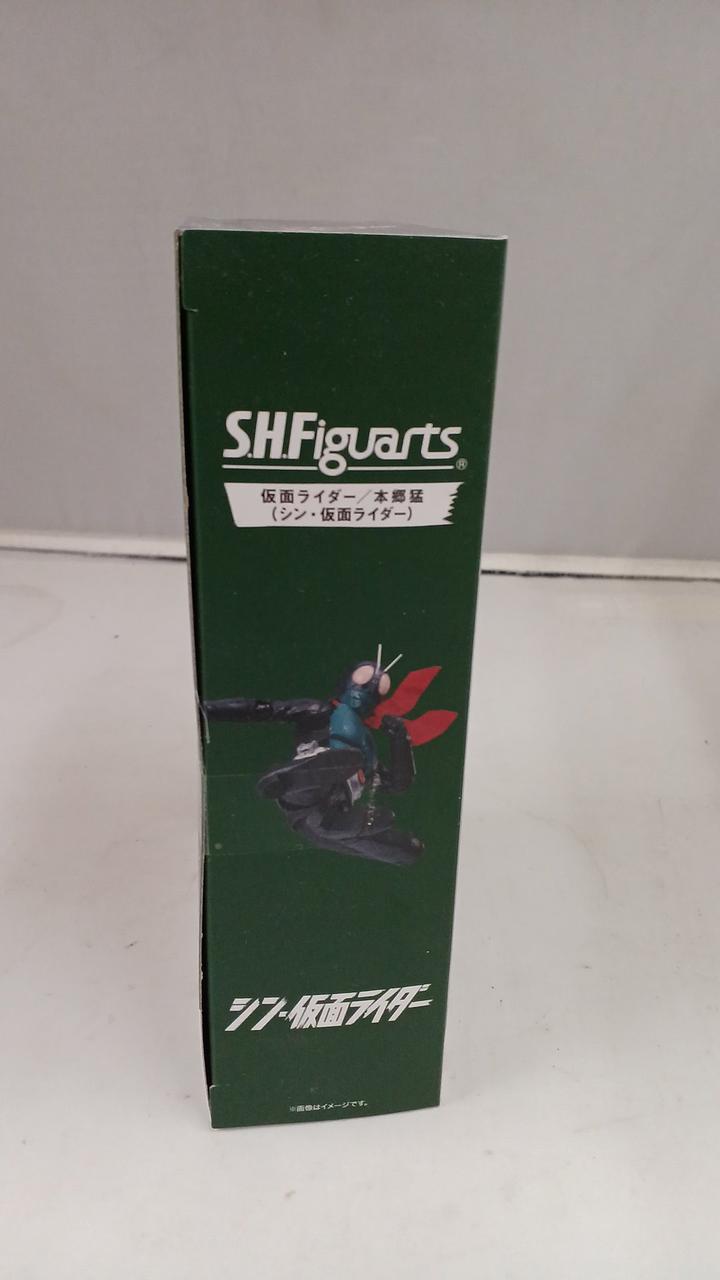 S.H.Figuarts®
仮面ライダー/本郷猛
(シン・仮面ライダー)
シン・仮面ライダー
※画像はイメージです。